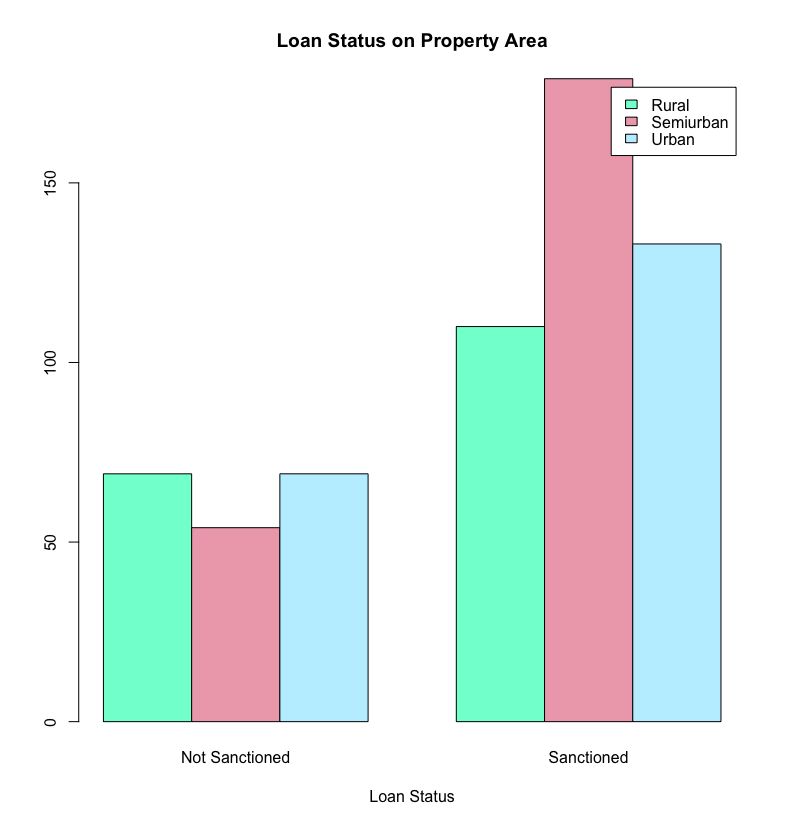 Loan Status on Property Area
Rural
Semiurban
Urban
150
100
50
0
Not Sanctioned
Sanctioned
Loan Status